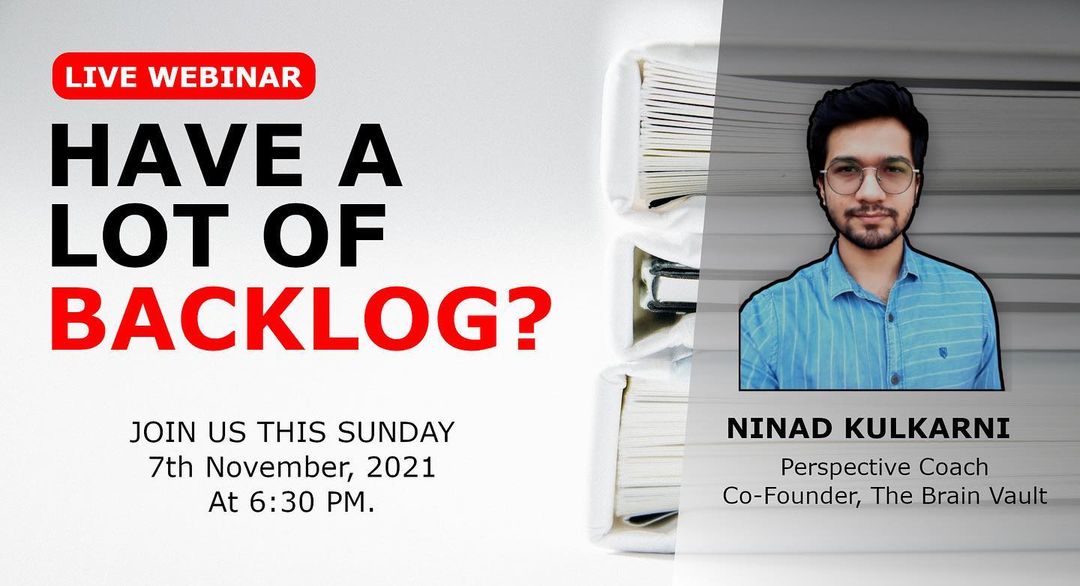 LIVE WEBINAR
HAVE A
LOT OF
BACKLOG?
JOIN US THIS SUNDAY
7th November, 2021
At 6:30 PM.
NINAD KULKARNI
Perspective Coach
Co-Founder, The Brain Vault